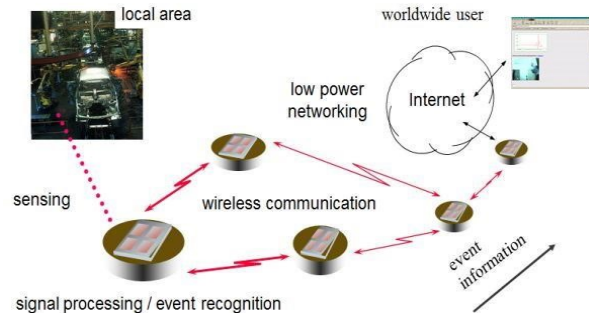 local area
worldwide user
low power
networking
Internet
sensing
wireless communication
event
information
signal processing / event recognition